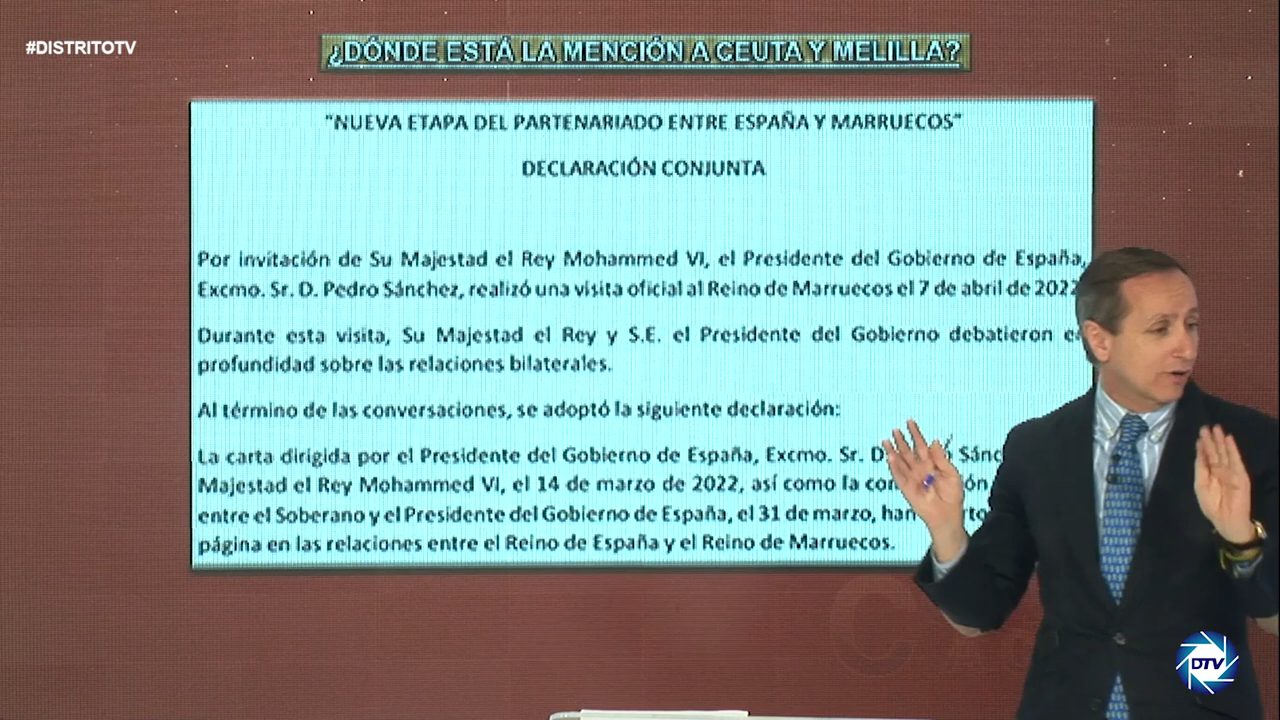 #DISTRITOTV
¿DÓNDE ESTÁ LA MENCIÓN A CEUTA Y MELILLA?
"NUEVA ETAPA DEL PARTENARIADO ENTRE ESPAÑA Y MARRUECOS"
DECLARACIÓN CONJUNTA
Por invitación de Su Majestad el Rey Mohammed VI, el Presidente del Gobierno de España,
Excmo. Sr. D. Pedro Sánchez, realizó una visita oficial al Reino de Marruecos el 7 de abril de 2022
Durante esta visita, Su Majestad el Rey y S.E. el Presidente del Gobierno debatieron
profundidad sobre las relaciones bilaterales.
Al término de las conversaciones, se adoptó la siguiente declaración:
La carta dirigida por el Presidente del Gobierno de España, Excmo. Sr.
Majestad el Rey Mohammed VI, el 14 de marzo de 2022, así como la
entre el Soberano y el Presidente del Gobierno de España, el 31 de marzo, han
página en las relaciones entre el Reino de España y el Reino de Marruecos.
DTV